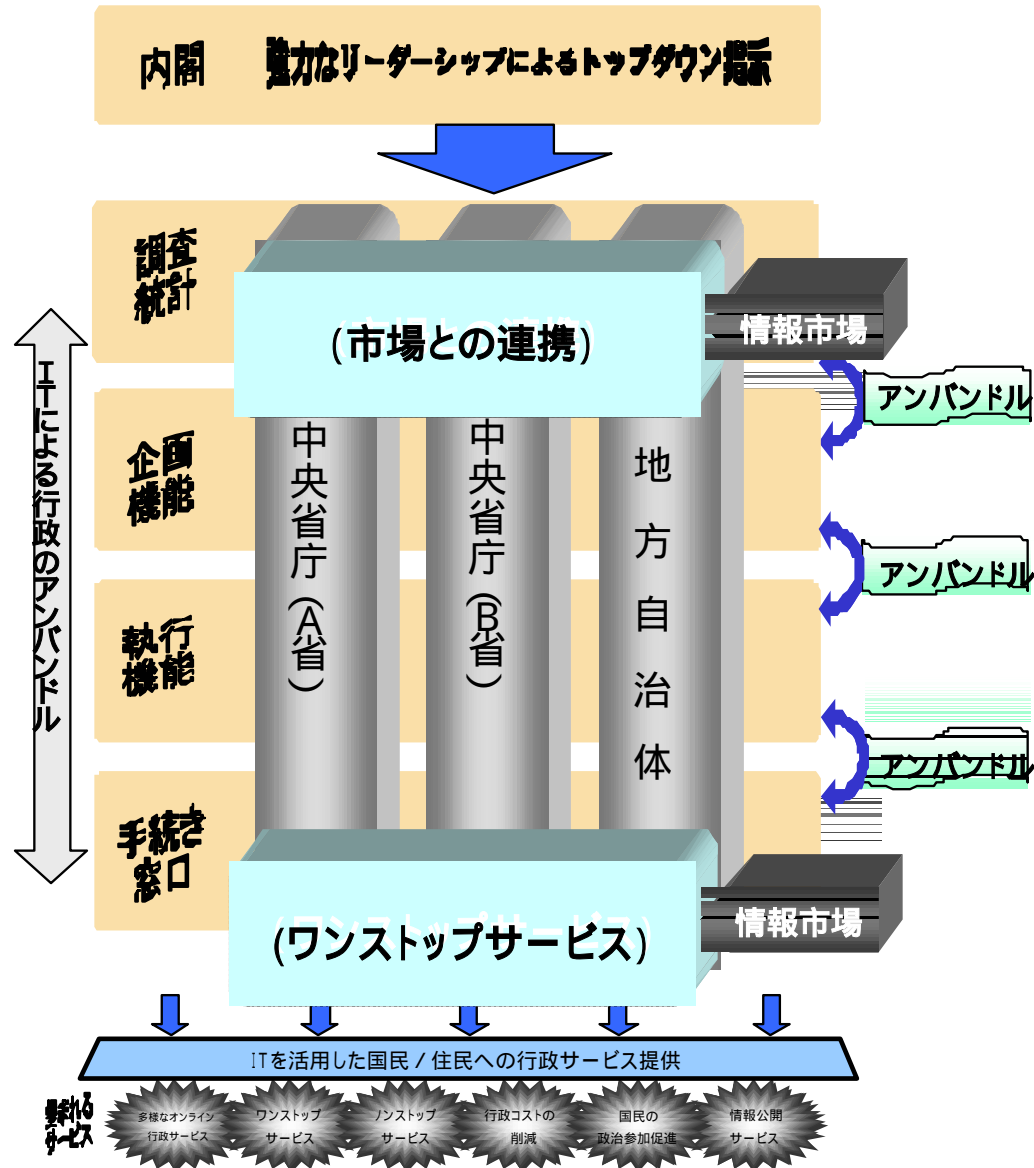 内閣 強力なリーダーシップによるトップダウン掲示
調査
統計
(市場との連携)
情報市場
アンバンドル
ITによる行政のアンバンドル
企画
機能
中央省庁(A省)
中央省庁(B省)
地方自治体
アンバンドル
執行
機能
アンバンドル
手続き
窓口
(ワンストップサービス)
情報市場
ITを活用した国民/住民への行政サービス提供
望まれる
サービス
多様なオンライン
行政サービス
ワンストップ
サービス
ノンストップ
サービス
行政コストの
削減
国民の
政治参加促進
情報公開
サービス